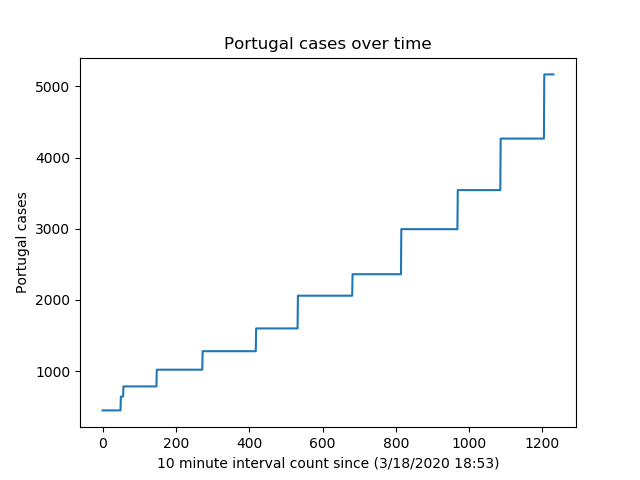 Portugal cases over time
5000
4000
3000
2000
1000
Portugal cases
0 200 400 600 800 1000 1200
10 minute interval count since (3/18/2020 18:53)